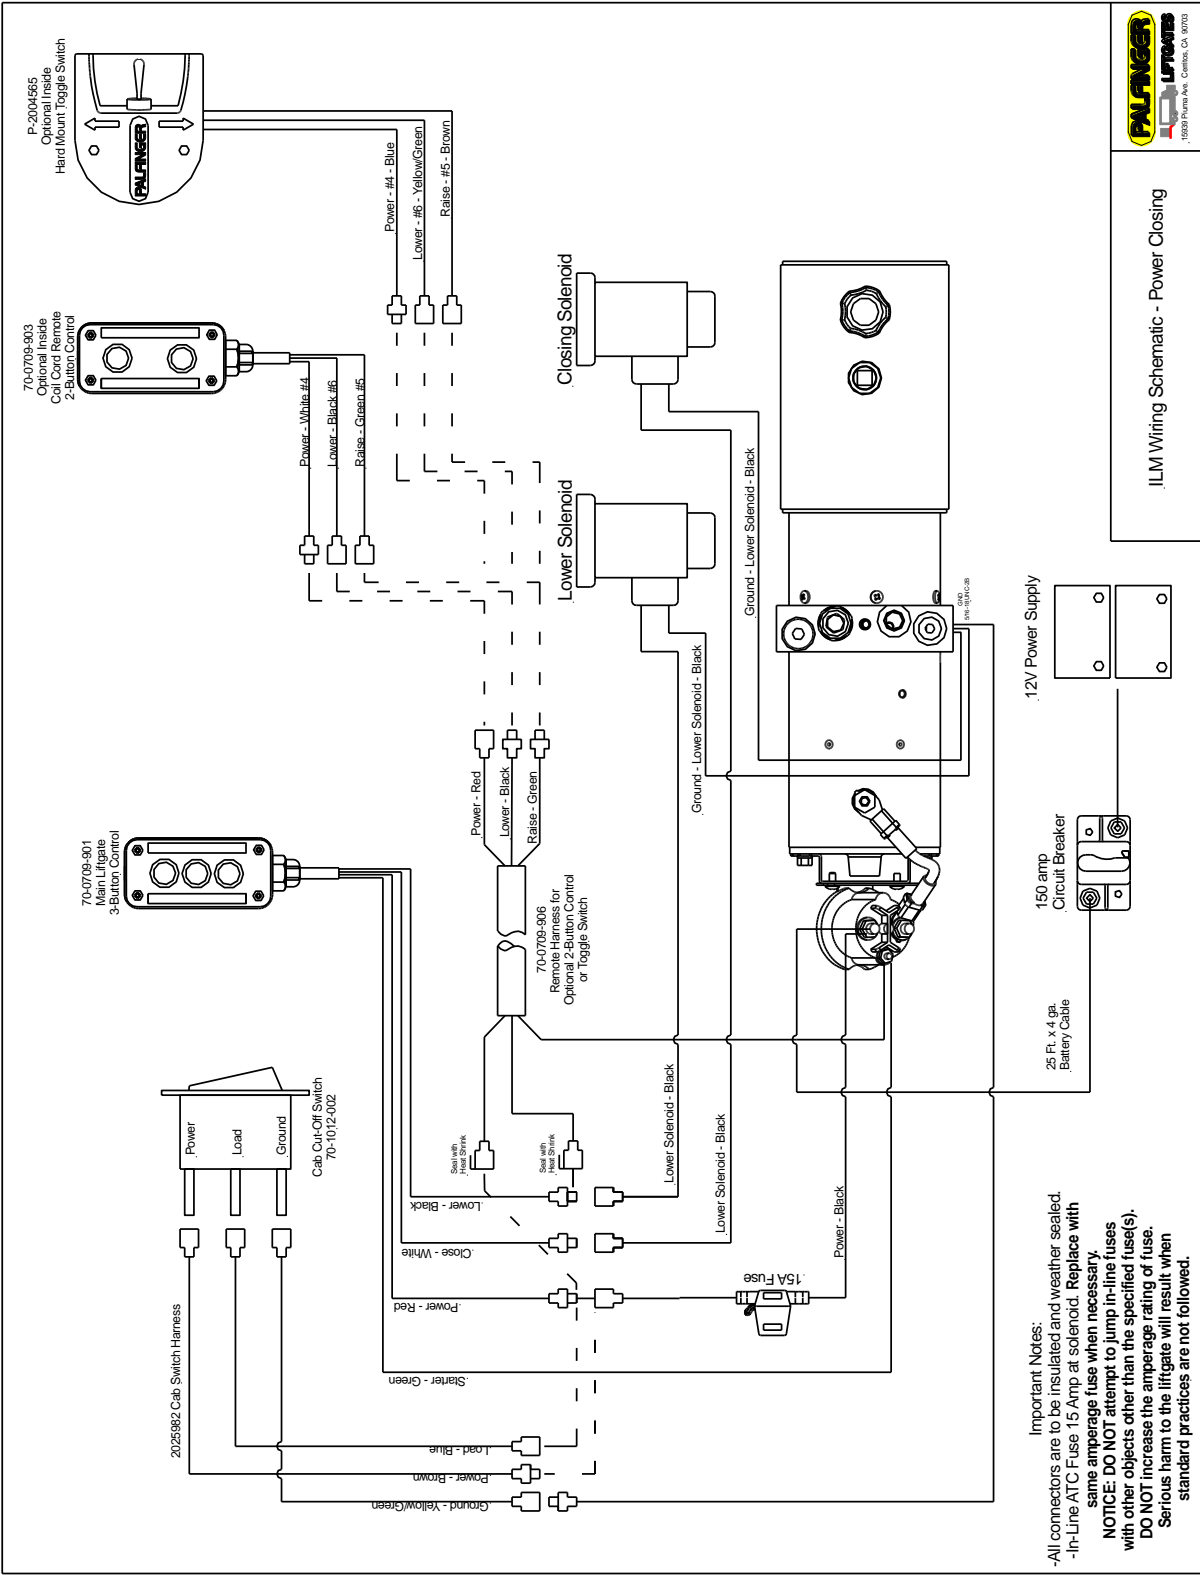 P-2004565
Optional Inside
Hard Mount Toggle Switch
PALFINGER
Power - #4 - Blue
Lower - #6 - Yellow/Green
Raise - #5 - Brown
70-0709-903
Optional Inside
Coil Cord Remote
2-Button Control
Power - White #4
Lower - Black #6
Raise - Green #5
Closing Solenoid
Lower Solenoid
Ground - Lower Solenoid - Black
Ground - Lower Solenoid - Black
GND
5/16-18UNC-2B
70-0709-901
Main Liftgate
3-Button Control
Power - Red
Lower - Black
Raise - Green
70-0709-906
Remote Harness for
Optional 2-Button Control
or Toggle Switch
Power
Load
Ground
Cab Cut-Off Switch
70-1012-002
Seal with
Heat Shrink
Seal with
Heat Shrink
Lower - Black
Close - White
Power - Red
Starter - Green
Load - Blue
Power - Brown
Ground - Yellow/Green
2025982 Cab Switch Harness
Lower Solenoid - Black
Lower Solenoid - Black
Power - Black
15A Fuse
12V Power Supply
150 amp
Circuit Breaker
25 Ft. x 4 ga.
Battery Cable
Important Notes:
-All connectors are to be insulated and weather sealed.
-In-Line ATC Fuse 15 Amp at solenoid. Replace with
same amperage fuse when necessary.
NOTICE: DO NOT attempt to jump in-line fuses
with other objects other than the specified fuse(s).
DO NOT increase the amperage rating of fuse.
Serious harm to the liftgate will result when
standard practices are not followed.
ILM Wiring Schematic - Power Closing
PALFINGER
LIFTGATES
15939 Piuma Ave. Cerritos, CA 90703